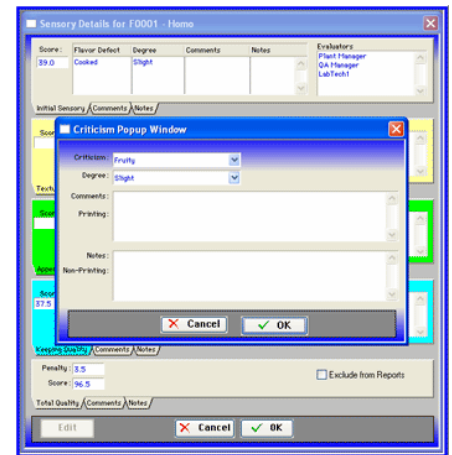 Sensory Details for F0001 - Homo
Score: Flavor Defect Degree Comments Notes Evaluators
39.0 Cooked Slight Plant Manager
QA Manager
LabTech1
Initial Sensory Comments Notes
Criticism Popup Window
Criticism: Fruity
Degree: Slight
Comments:
Printing:
Notes:
Non-Printing:
Cancel OK
37.5
Keeping Quality Comments Notes
Penalty: 3.5
Score: 96.5
Exclude from Reports
Total Quality Comments Notes
Edit Cancel OK